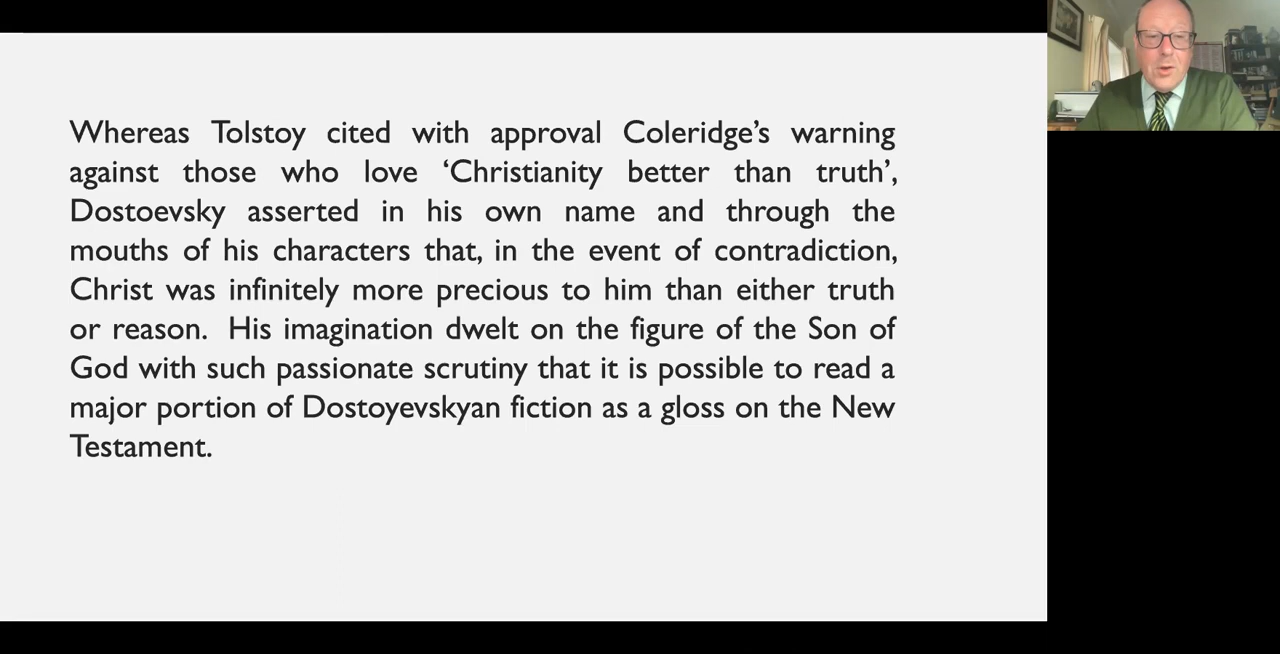 Whereas Tolstoy cited with approval Coleridge’s warning
against those who love ‘Christianity better than truth’,
Dostoevsky asserted in his own name and through the
mouths of his characters that, in the event of contradiction,
Christ was infinitely more precious to him than either truth
or reason.  His imagination dwelt on the figure of the Son of
God with such passionate scrutiny that it is possible to read a
major portion of Dostoyevskyan fiction as a gloss on the New
Testament.